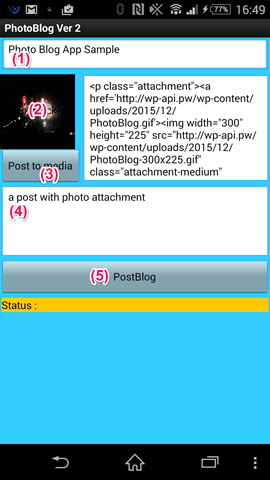 77% 16:49
PhotoBlog Ver 2
Photo Blog App Sample
(1)
(2)
Post to media
(3)
<p class="attachment"><a
href='http://wp-api.pw/wp-content/
uploads/2015/12/
PhotoBlog.gif'><img width="300"
height="225" src="http://wp-api.pw/
wp-content/uploads/2015/12/
PhotoBlog-300x225.gif"
class="attachment-medium"
a post with photo attachment
(4)
(5) PostBlog
Status :